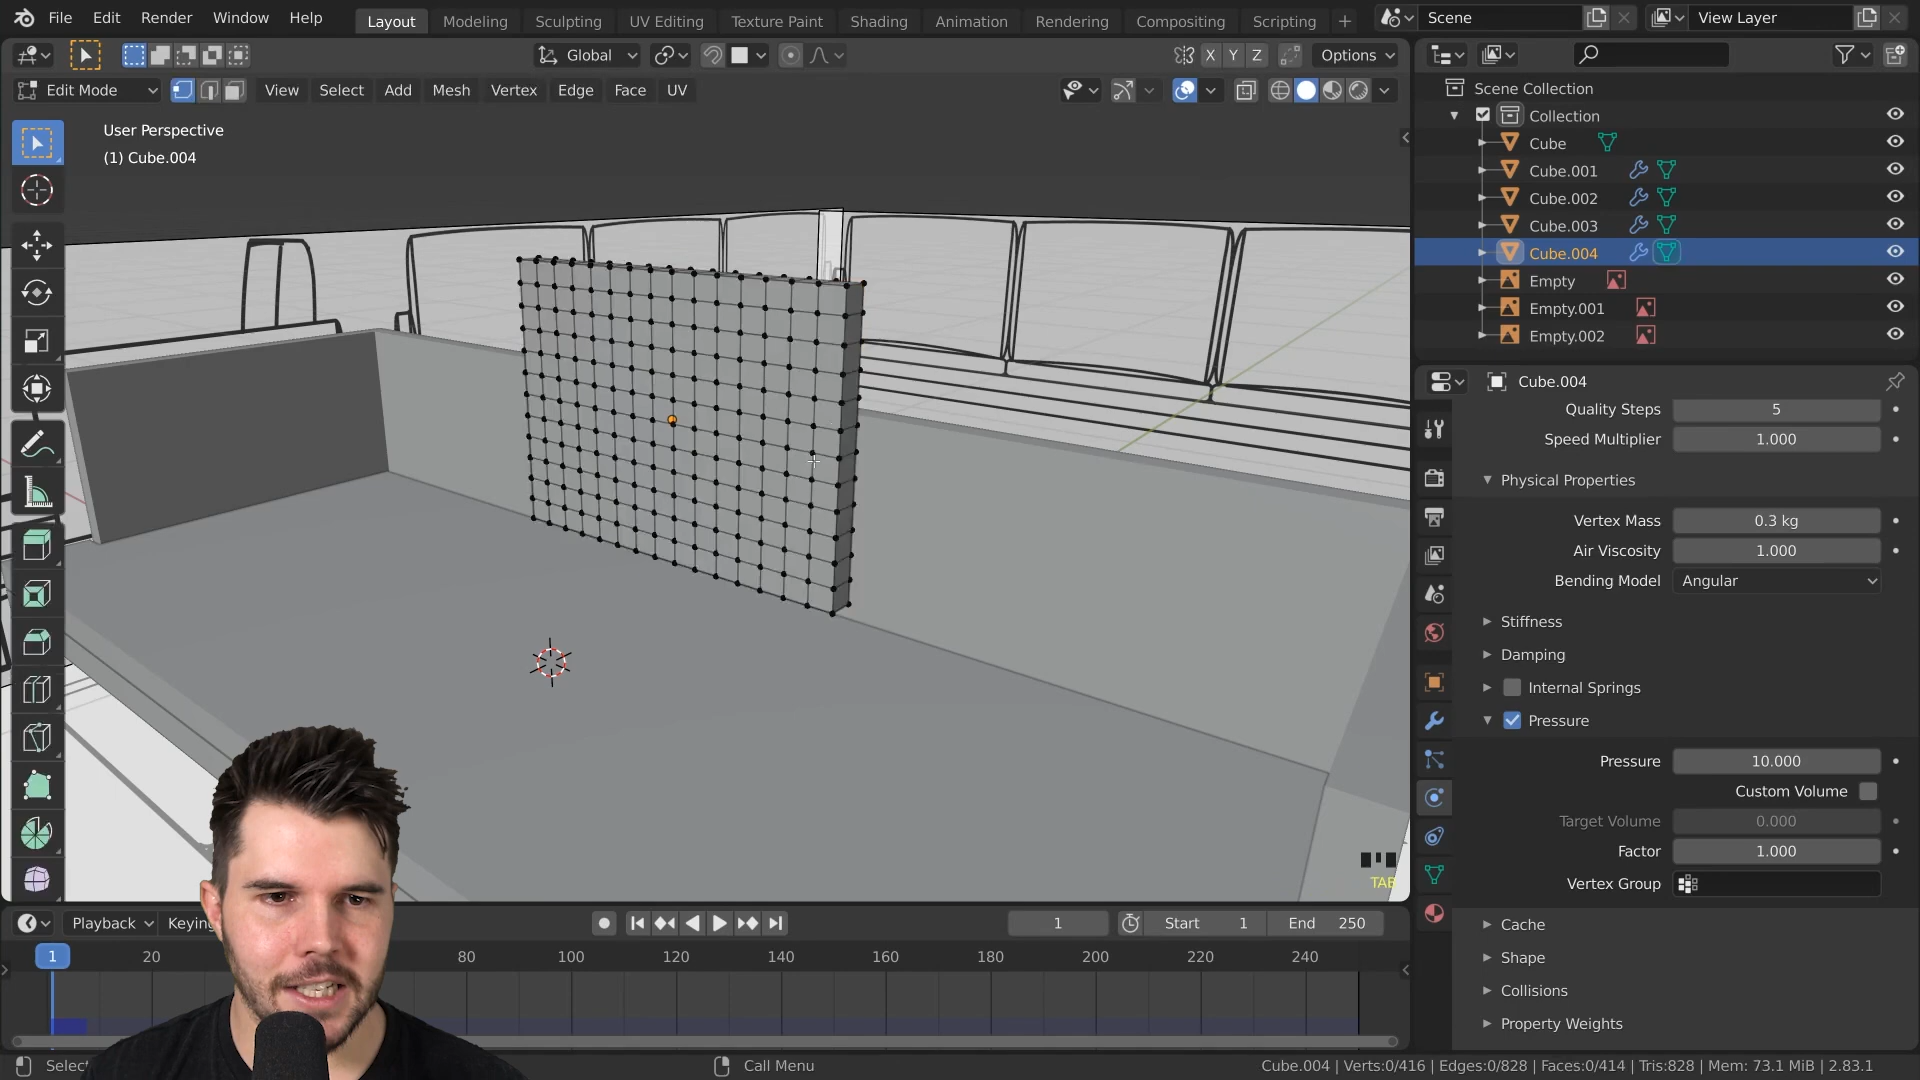 File Edit Render Window Help
Layout Modeling Sculpting UV Editing Texture Paint Shading Animation Rendering Compositing Scripting +
Scene
View Layer
Global
X Y Z
Options
Edit Mode
View Select Add Mesh Vertex Edge Face UV
User Perspective
(1) Cube.004
Scene Collection
Collection
Cube
Cube.001
Cube.002
Cube.003
Cube.004
Empty
Empty.001
Empty.002
Cube.004
Quality Steps 5
Speed Multiplier 1.000
Physical Properties
Vertex Mass 0.3 kg
Air Viscosity 1.000
Bending Model Angular
Stiffness
Damping
Internal Springs
Pressure
Pressure 10.000
Custom Volume
Target Volume 0.000
Factor 1.000
Vertex Group
Cache
Shape
Collisions
Property Weights
TAB
Playback Keying
1
Start 1
End 250
1 20 80 100 120 140 160 180 200 220 240
Select
Call Menu
Cube.004 | Verts:0/416 | Edges:0/828 | Faces:0/414 | Tris:828 | Mem: 73.1 MiB | 2.83.1